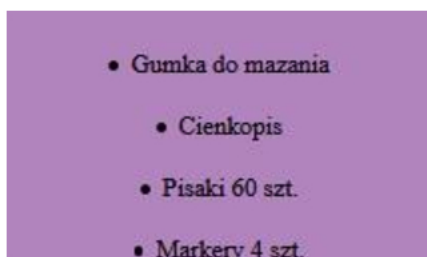 • Gumka do mazania
• Cienkopis
• Pisaki 60 szt.
• Markery 4 szt.